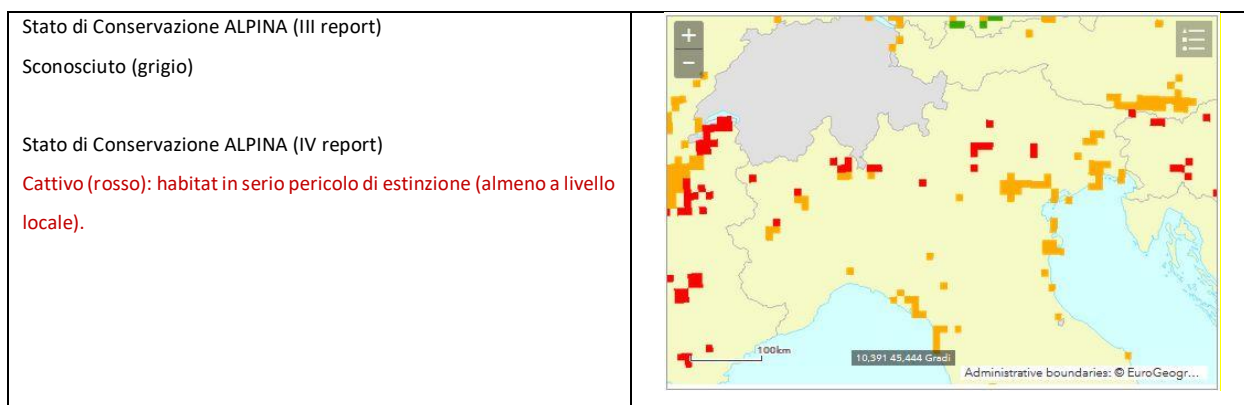 Stato di Conservazione ALPINA (III report)
Sconosciuto (grigio)
Stato di Conservazione ALPINA (IV report)
Cattivo (rosso): habitat in serio pericolo di estinzione (almeno a livello
locale).
+
−
100km
10,391 45,444 Gradi
Administrative boundaries: © EuroGeogr...